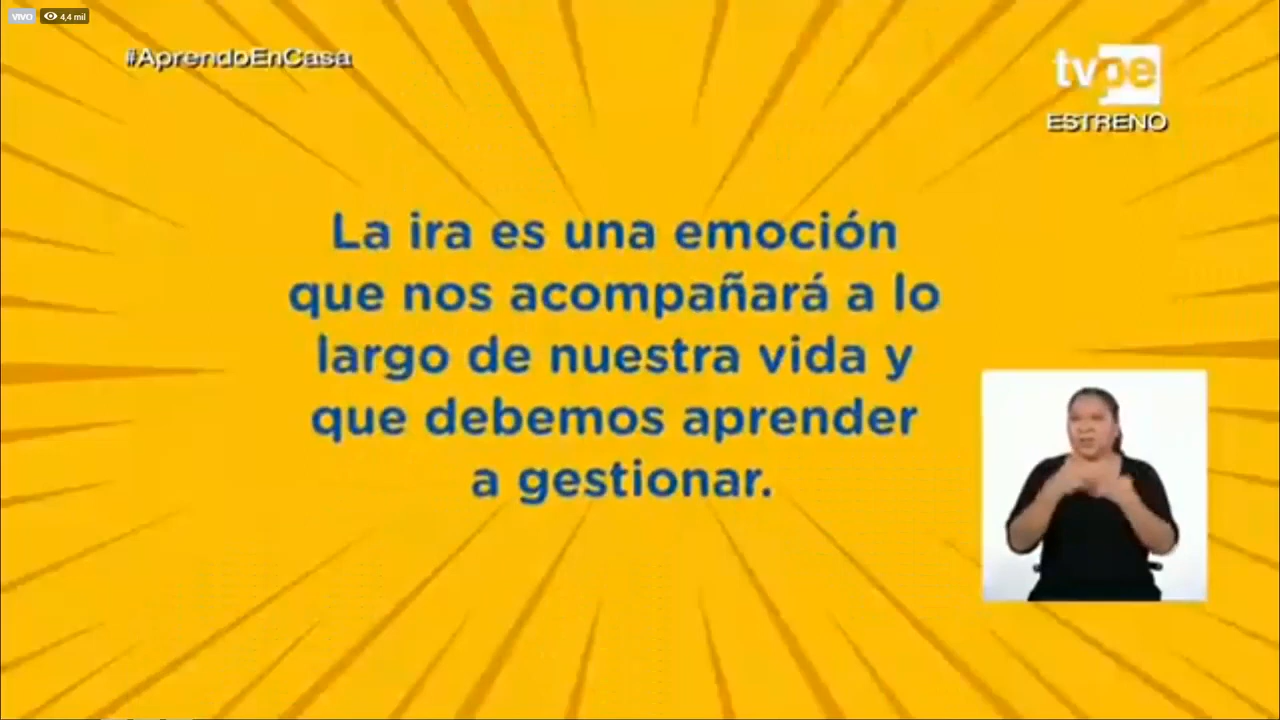 VIVO 4,4 mil
#AprendoEnCasa
tvpe
ESTRENO
La ira es una emoción
que nos acompañará a lo
largo de nuestra vida y
que debemos aprender
a gestionar.